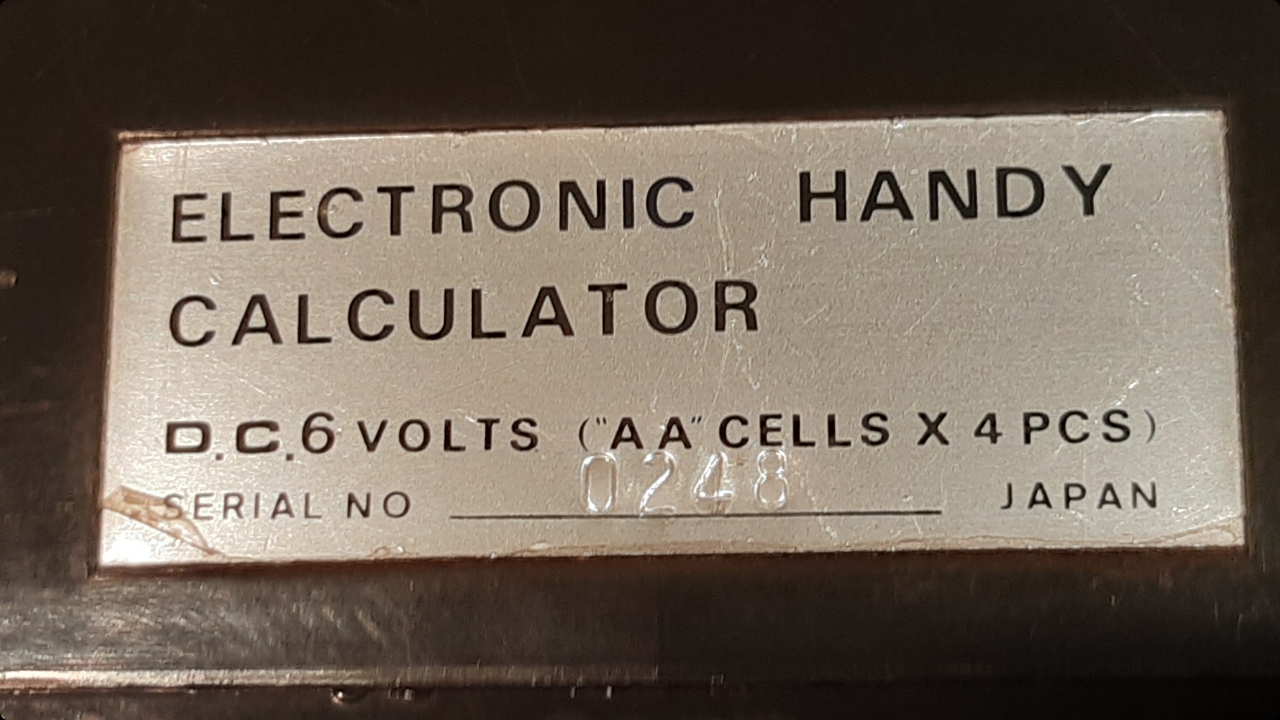 ELECTRONIC HANDY
CALCULATOR
D.C.6 VOLTS ("AA" CELLS X 4 PCS)
SERIAL NO 0248 JAPAN